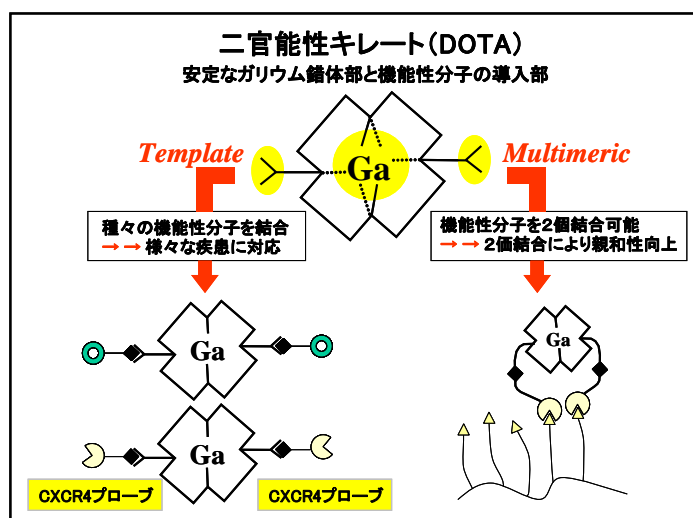 二官能性キレート(DOTA)
安定なガリウム錯体部と機能性分子の導入部
Template
Ga
Multimeric
種々の機能性分子を結合
→→様々な疾患に対応
機能性分子を2個結合可能
→→2価結合により親和性向上
Ga
Ga
Ga
CXCR4プローブ
CXCR4プローブ